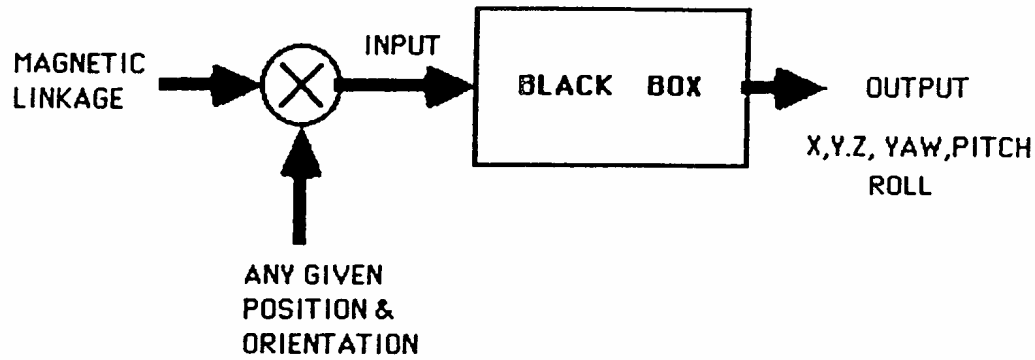 MAGNETIC
LINKAGE
INPUT
BLACK BOX
OUTPUT
X,Y.Z, YAW,PITCH
ROLL
ANY GIVEN
POSITION &
ORIENTATION